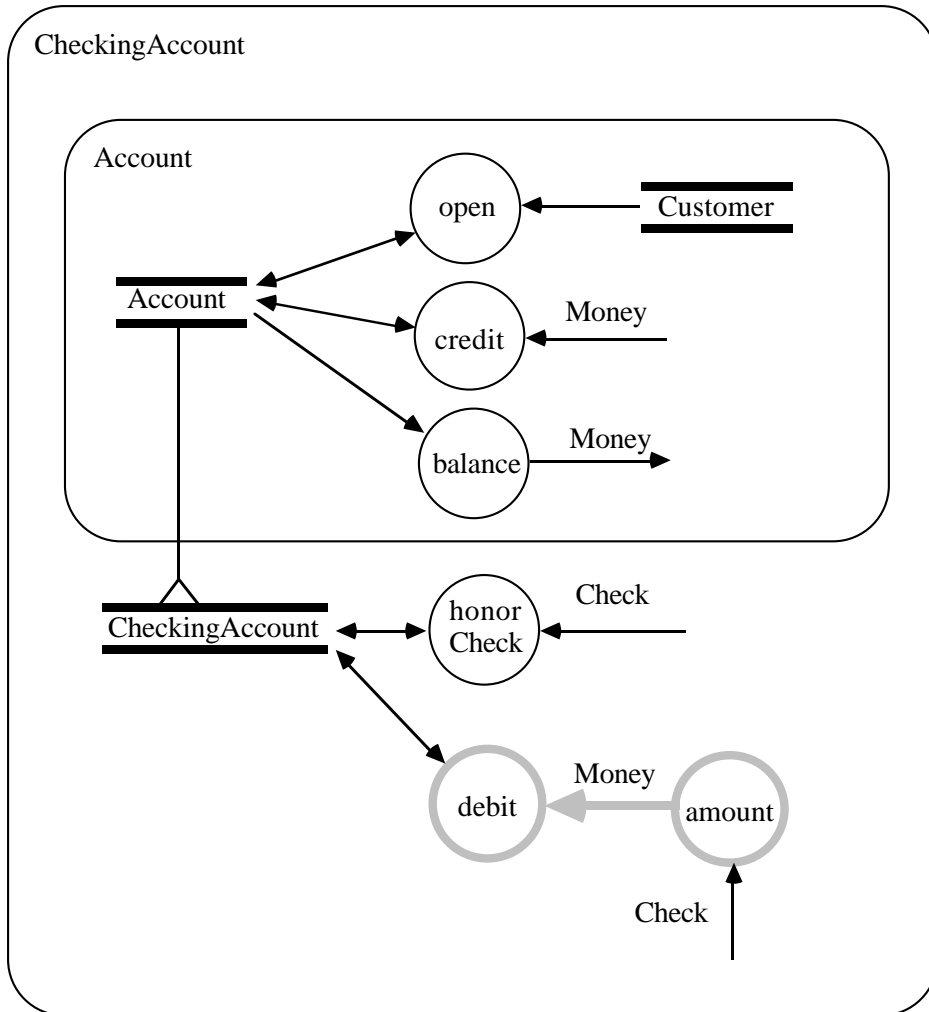 CheckingAccount
Account
open
Customer
Account
Money
credit
Money
balance
Check
honor
Check
CheckingAccount
Money
debit
amount
Check